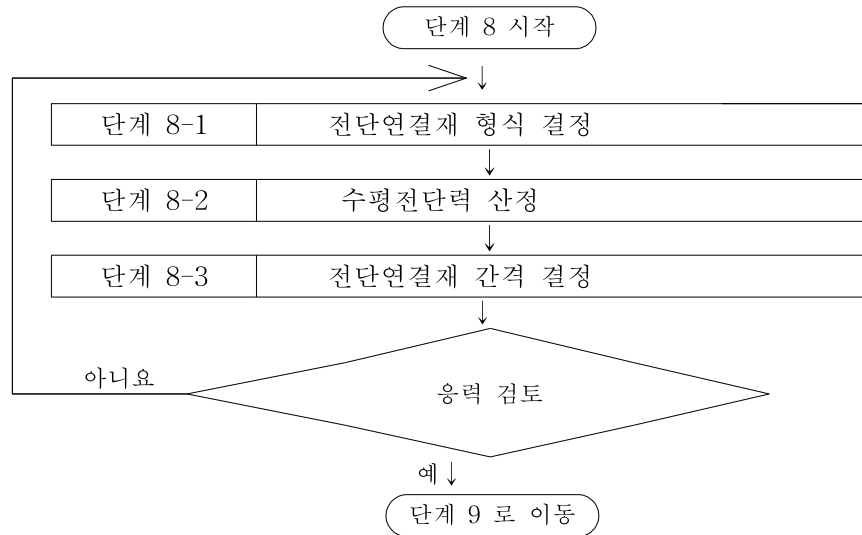 단계 8 시작
단계 8-1 전단연결재 형식 결정
단계 8-2 수평전단력 산정
단계 8-3 전단연결재 간격 결정
아니요
응력 검토
예
단계 9 로 이동